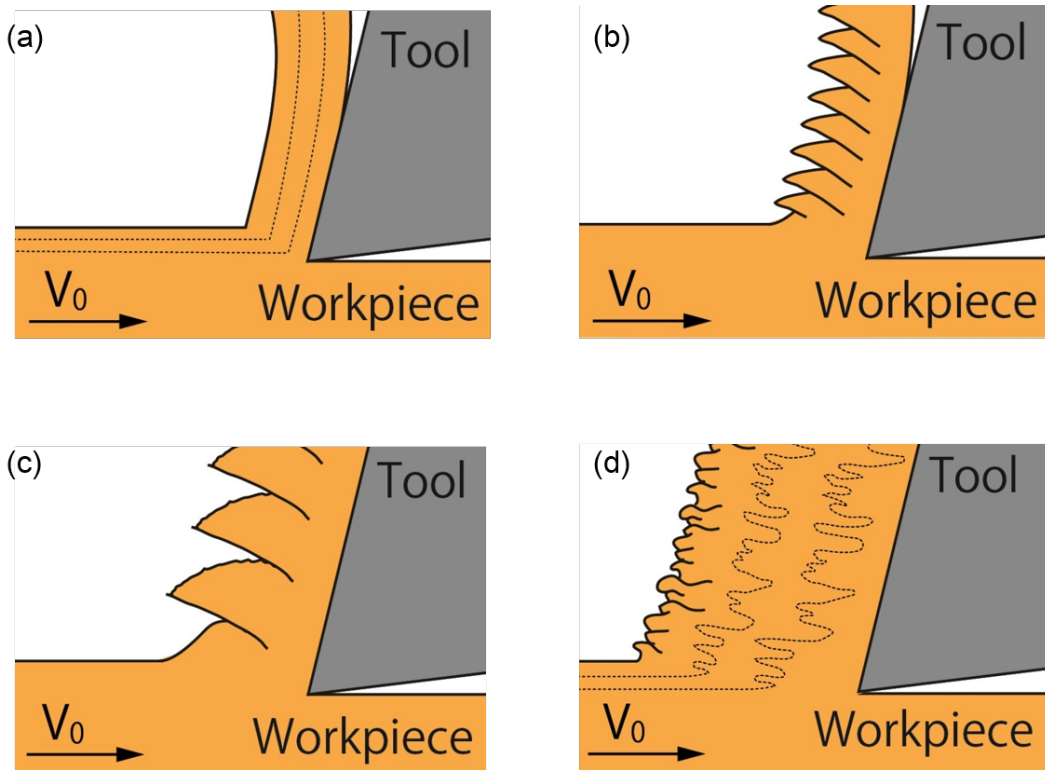 (a)
Tool
V₀
Workpiece
(b)
Tool
V₀
Workpiece
(c)
Tool
V₀
Workpiece
(d)
Tool
V₀
Workpiece